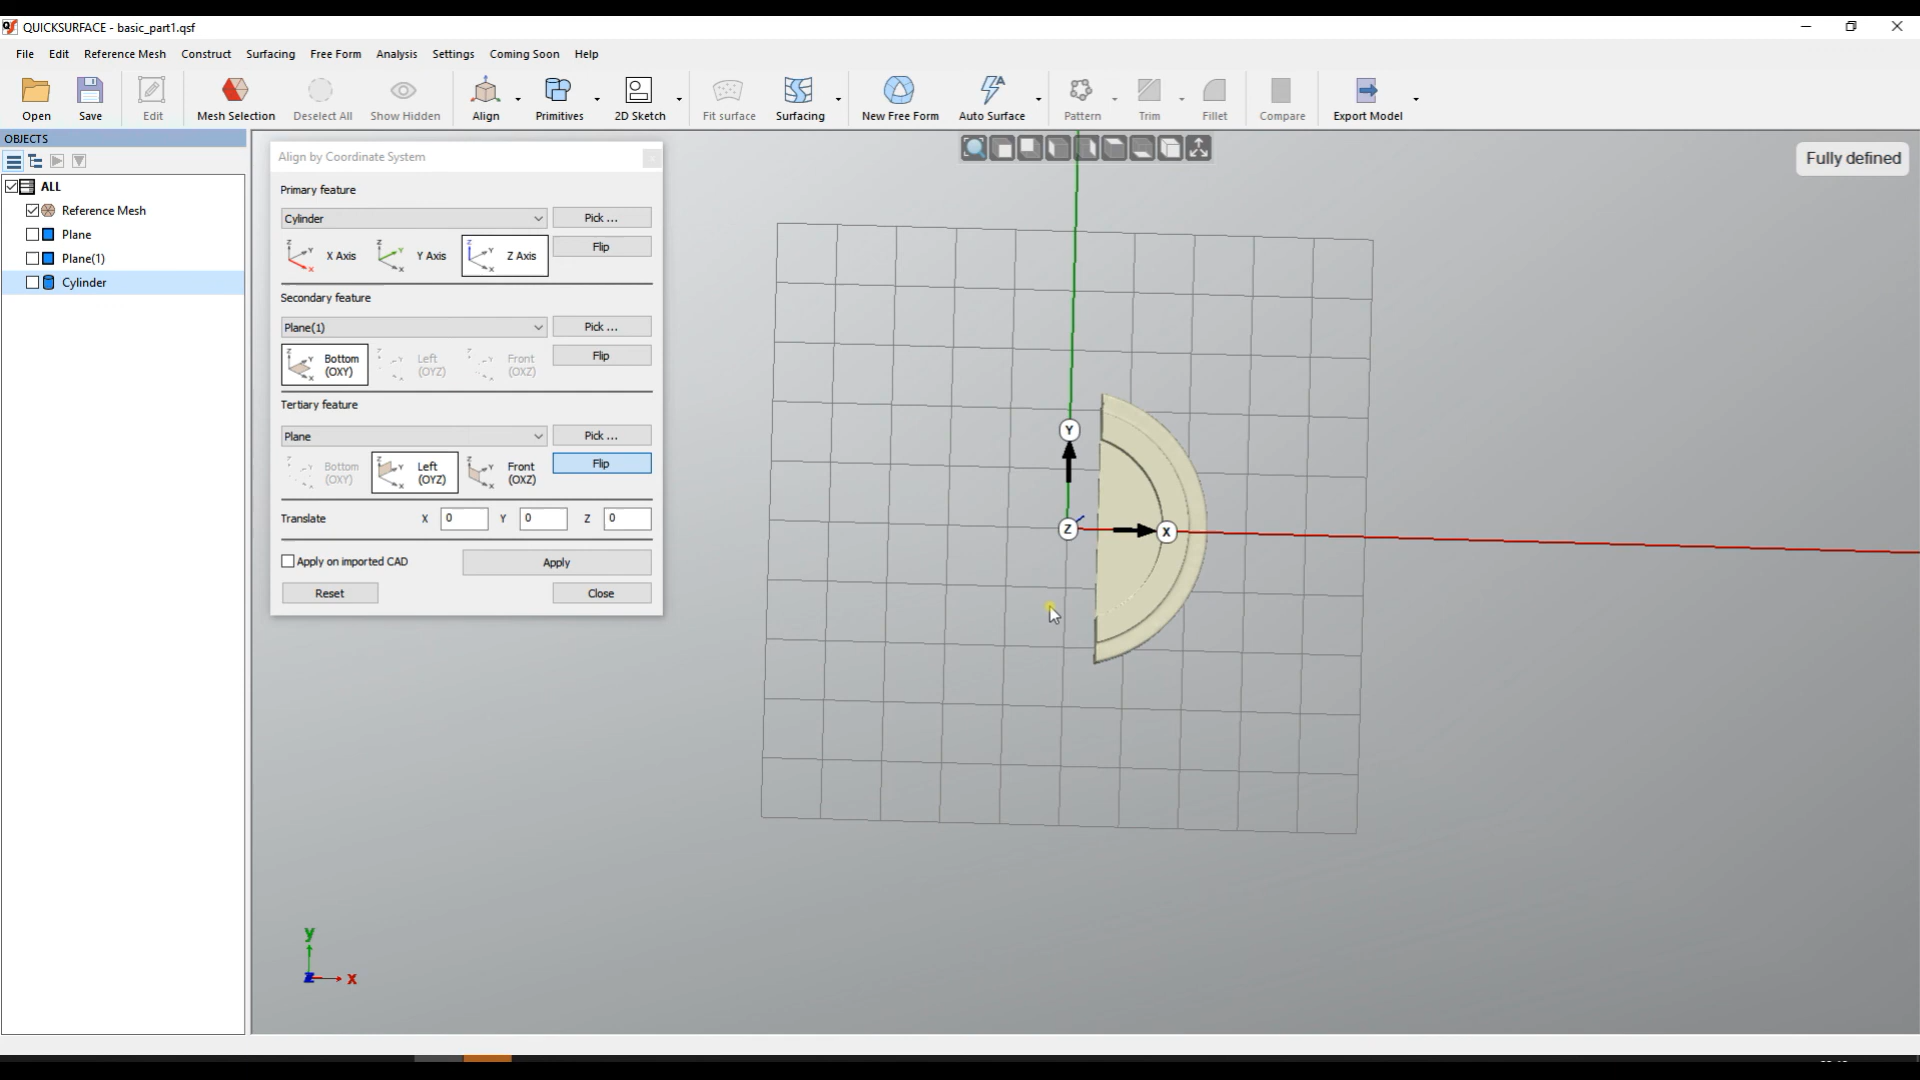 QUICKSURFACE - basic_part1.qsf
File Edit Reference Mesh Construct Surfacing Free Form Analysis Settings Coming Soon Help
Open Save Edit Mesh Selection Deselect All Show Hidden Align Primitives 2D Sketch Fit surface Surfacing New Free Form Auto Surface Pattern Trim Fillet Compare Export Model
OBJECTS
ALL
Reference Mesh
Plane
Plane(1)
Cylinder
Align by Coordinate System
Primary feature
Cylinder Pick ...
X Axis Y Axis Z Axis Flip
Secondary feature
Plane(1) Pick ...
Bottom (OXY) Left (OYZ) Front (OXZ) Flip
Tertiary feature
Plane Pick ...
Bottom (OXY) Left (OYZ) Front (OXZ) Flip
Translate X 0 Y 0 Z 0
Apply on imported CAD Apply
Reset Close
Fully defined
Y
Z X
y
z x